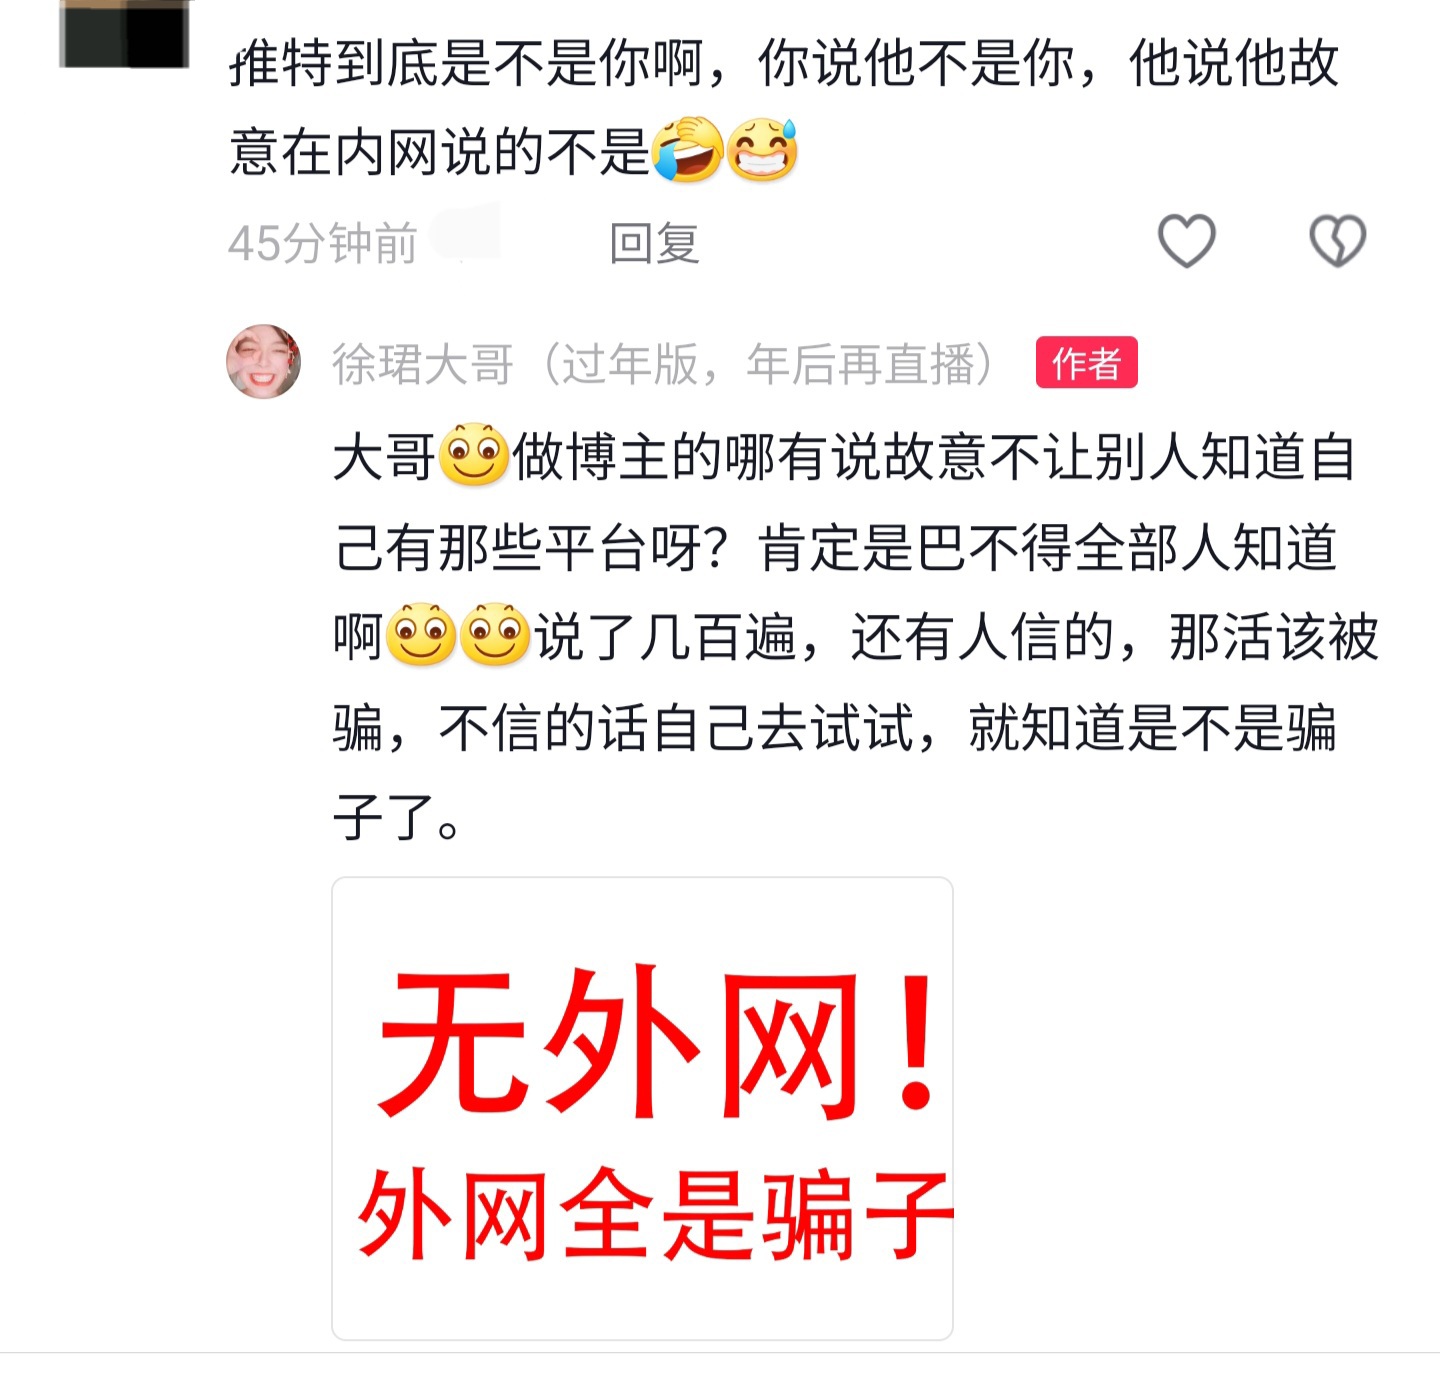 推特到底是不是你啊，你说他不是你，他说他故
意在内网说的不是
45分钟前 回复
徐珺大哥（过年版，年后再直播） 作者
大哥做博主的哪有说故意不让别人知道自
己有那些平台呀？肯定是巴不得全部人知道
啊说了几百遍，还有人信的，那活该被
骗，不信的话自己去试试，就知道是不是骗
子了。
无外网！
外网全是骗子